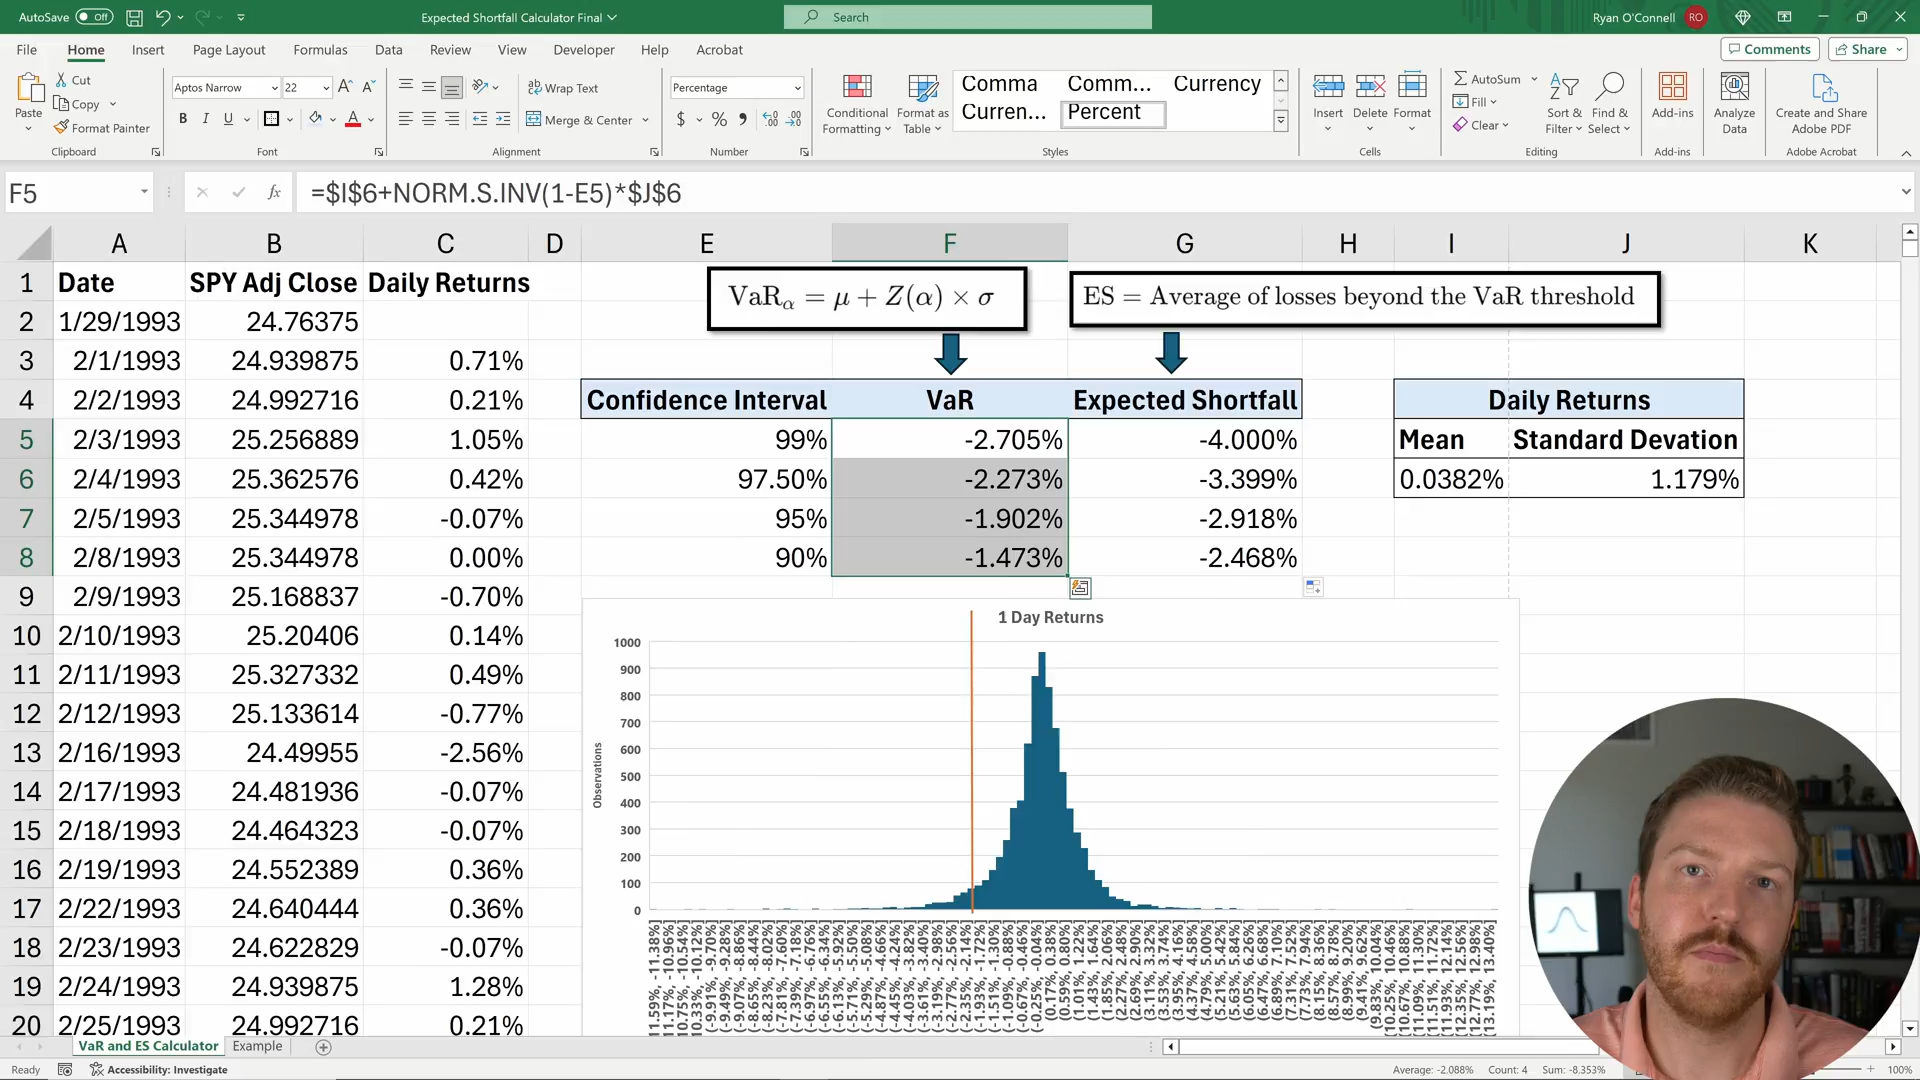 AutoSave Off
Expected Shortfall Calculator Final
Search
Ryan O'Connell RO
File Home Insert Page Layout Formulas Data Review View Developer Help Acrobat
Comments Share
Paste
Cut
Copy
Format Painter
Clipboard
Aptos Narrow 22
B I U
Font
Wrap Text
Merge & Center
Alignment
Percentage
$ % 9
Number
Conditional Formatting
Format as Table
Comma Comm... Currency
Curren... Percent
Styles
Insert Delete Format
Cells
AutoSum
Fill
Clear
Sort & Filter
Find & Select
Editing
Add-ins
Add-ins
Analyze Data
Create and Share Adobe PDF
Adobe Acrobat
F5 fx =$I$6+NORM.S.INV(1-E5)*$J$6
A B C D E F G H I J K
1 Date SPY Adj Close Daily Returns
VaRα = μ + Z(α) × σ
ES = Average of losses beyond the VaR threshold
2 1/29/1993 24.76375
3 2/1/1993 24.939875 0.71%
4 2/2/1993 24.992716 0.21% Confidence Interval VaR Expected Shortfall Daily Returns
5 2/3/1993 25.256889 1.05% 99% -2.705% -4.000% Mean Standard Devation
6 2/4/1993 25.362576 0.42% 97.50% -2.273% -3.399% 0.0382% 1.179%
7 2/5/1993 25.344978 -0.07% 95% -1.902% -2.918%
8 2/8/1993 25.344978 0.00% 90% -1.473% -2.468%
9 2/9/1993 25.168837 -0.70%
10 2/10/1993 25.20406 0.14%
11 2/11/1993 25.327332 0.49%
12 2/12/1993 25.133614 -0.77%
13 2/16/1993 24.49955 -2.56%
14 2/17/1993 24.481936 -0.07%
15 2/18/1993 24.464323 -0.07%
16 2/19/1993 24.552389 0.36%
17 2/22/1993 24.640444 0.36%
18 2/23/1993 24.622829 -0.07%
19 2/24/1993 24.939875 1.28%
20 2/25/1993 24.992716 0.21%
1 Day Returns
Observations
1000
900
800
700
600
500
400
300
200
100
0
VaR and ES Calculator Example
Ready Accessibility: Investigate
Average: -2.088% Count: 4 Sum: -8.353% 100%